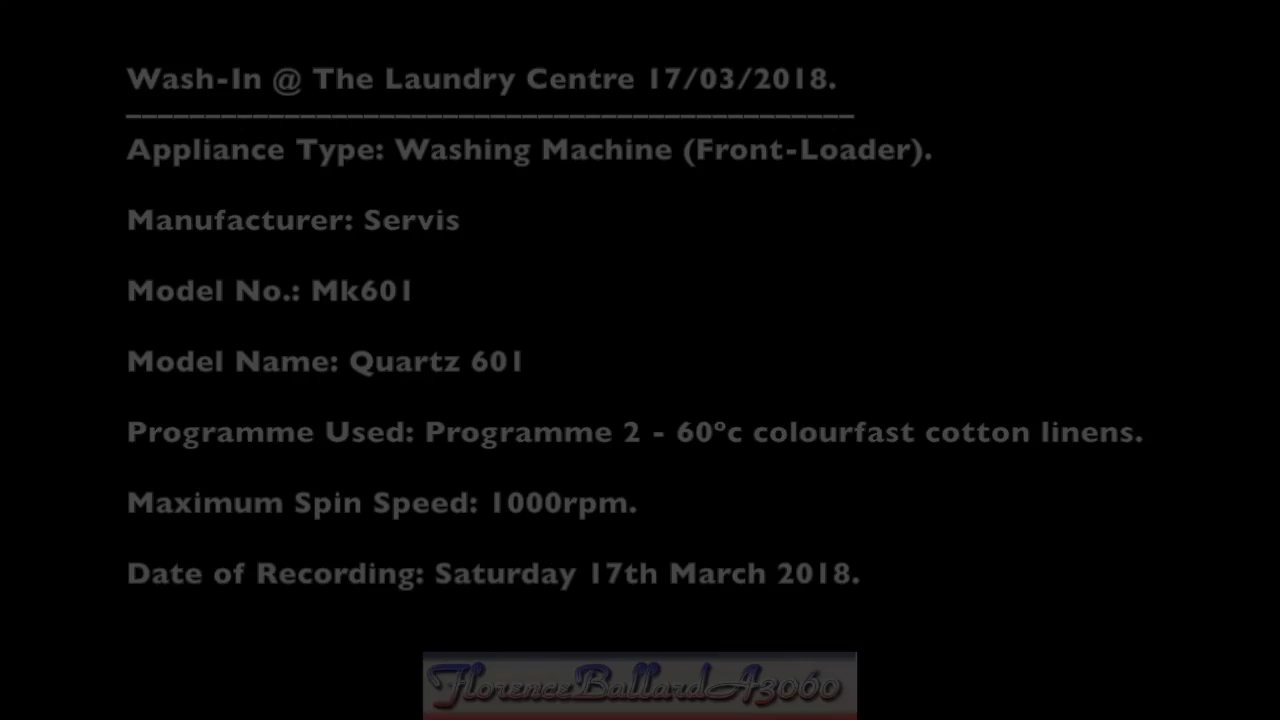 Wash-In @ The Laundry Centre 17/03/2018.
Appliance Type: Washing Machine (Front-Loader).
Manufacturer: Servis
Model No.: Mk601
Model Name: Quartz 601
Programme Used: Programme 2 - 60ºc colourfast cotton linens.
Maximum Spin Speed: 1000rpm.
Date of Recording: Saturday 17th March 2018.
FlorenceBallardA3060